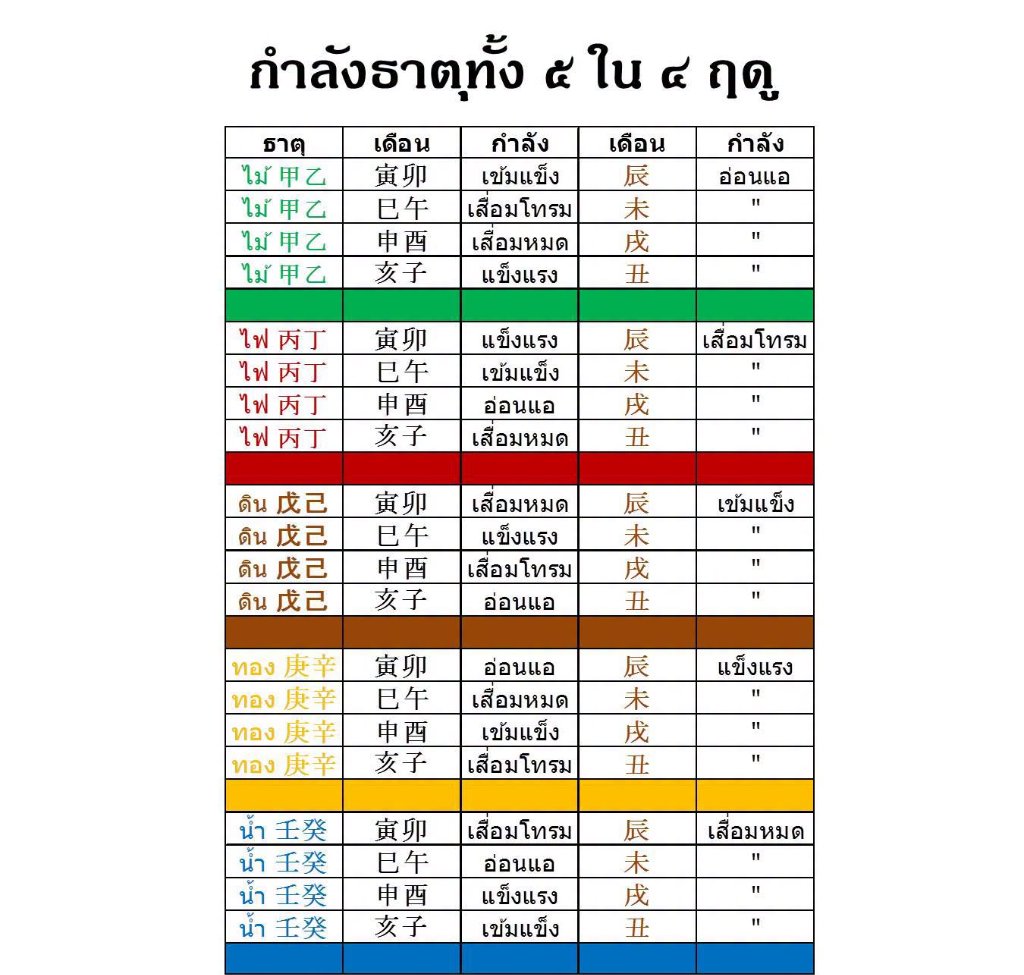 กำลังธาตุทั้ง ๕ ใน ๔ ฤดู
ธาตุ เดือน กำลัง เดือน กำลัง
ไม้ 甲乙 寅卯 เข้มแข็ง 辰 อ่อนแอ
ไม้ 甲乙 巳午 เสื่อมโทรม 未 "
ไม้ 甲乙 申酉 เสื่อมหมด 戌 "
ไม้ 甲乙 亥子 แข็งแรง 丑 "
ไฟ 丙丁 寅卯 แข็งแรง 辰 เสื่อมโทรม
ไฟ 丙丁 巳午 เข้มแข็ง 未 "
ไฟ 丙丁 申酉 อ่อนแอ 戌 "
ไฟ 丙丁 亥子 เสื่อมหมด 丑 "
ดิน 戊己 寅卯 เสื่อมหมด 辰 เข้มแข็ง
ดิน 戊己 巳午 แข็งแรง 未 "
ดิน 戊己 申酉 เสื่อมโทรม 戌 "
ดิน 戊己 亥子 อ่อนแอ 丑 "
ทอง 庚辛 寅卯 อ่อนแอ 辰 แข็งแรง
ทอง 庚辛 巳午 เสื่อมหมด 未 "
ทอง 庚辛 申酉 เข้มแข็ง 戌 "
ทอง 庚辛 亥子 เสื่อมโทรม 丑 "
น้ำ 壬癸 寅卯 เสื่อมโทรม 辰 เสื่อมหมด
น้ำ 壬癸 巳午 อ่อนแอ 未 "
น้ำ 壬癸 申酉 แข็งแรง 戌 "
น้ำ 壬癸 亥子 เข้มแข็ง 丑 "